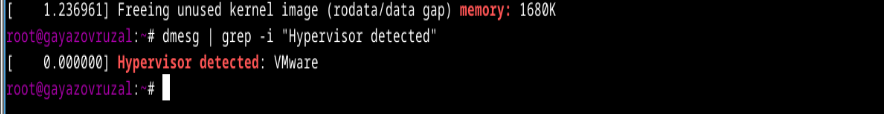 [    1.236961] Freeing unused kernel image (rodata/data gap) memory: 1680K
root@gayazovruzal:~# dmesg | grep -i "Hypervisor detected"
[    0.000000] Hypervisor detected: VMware
root@gayazovruzal:~#